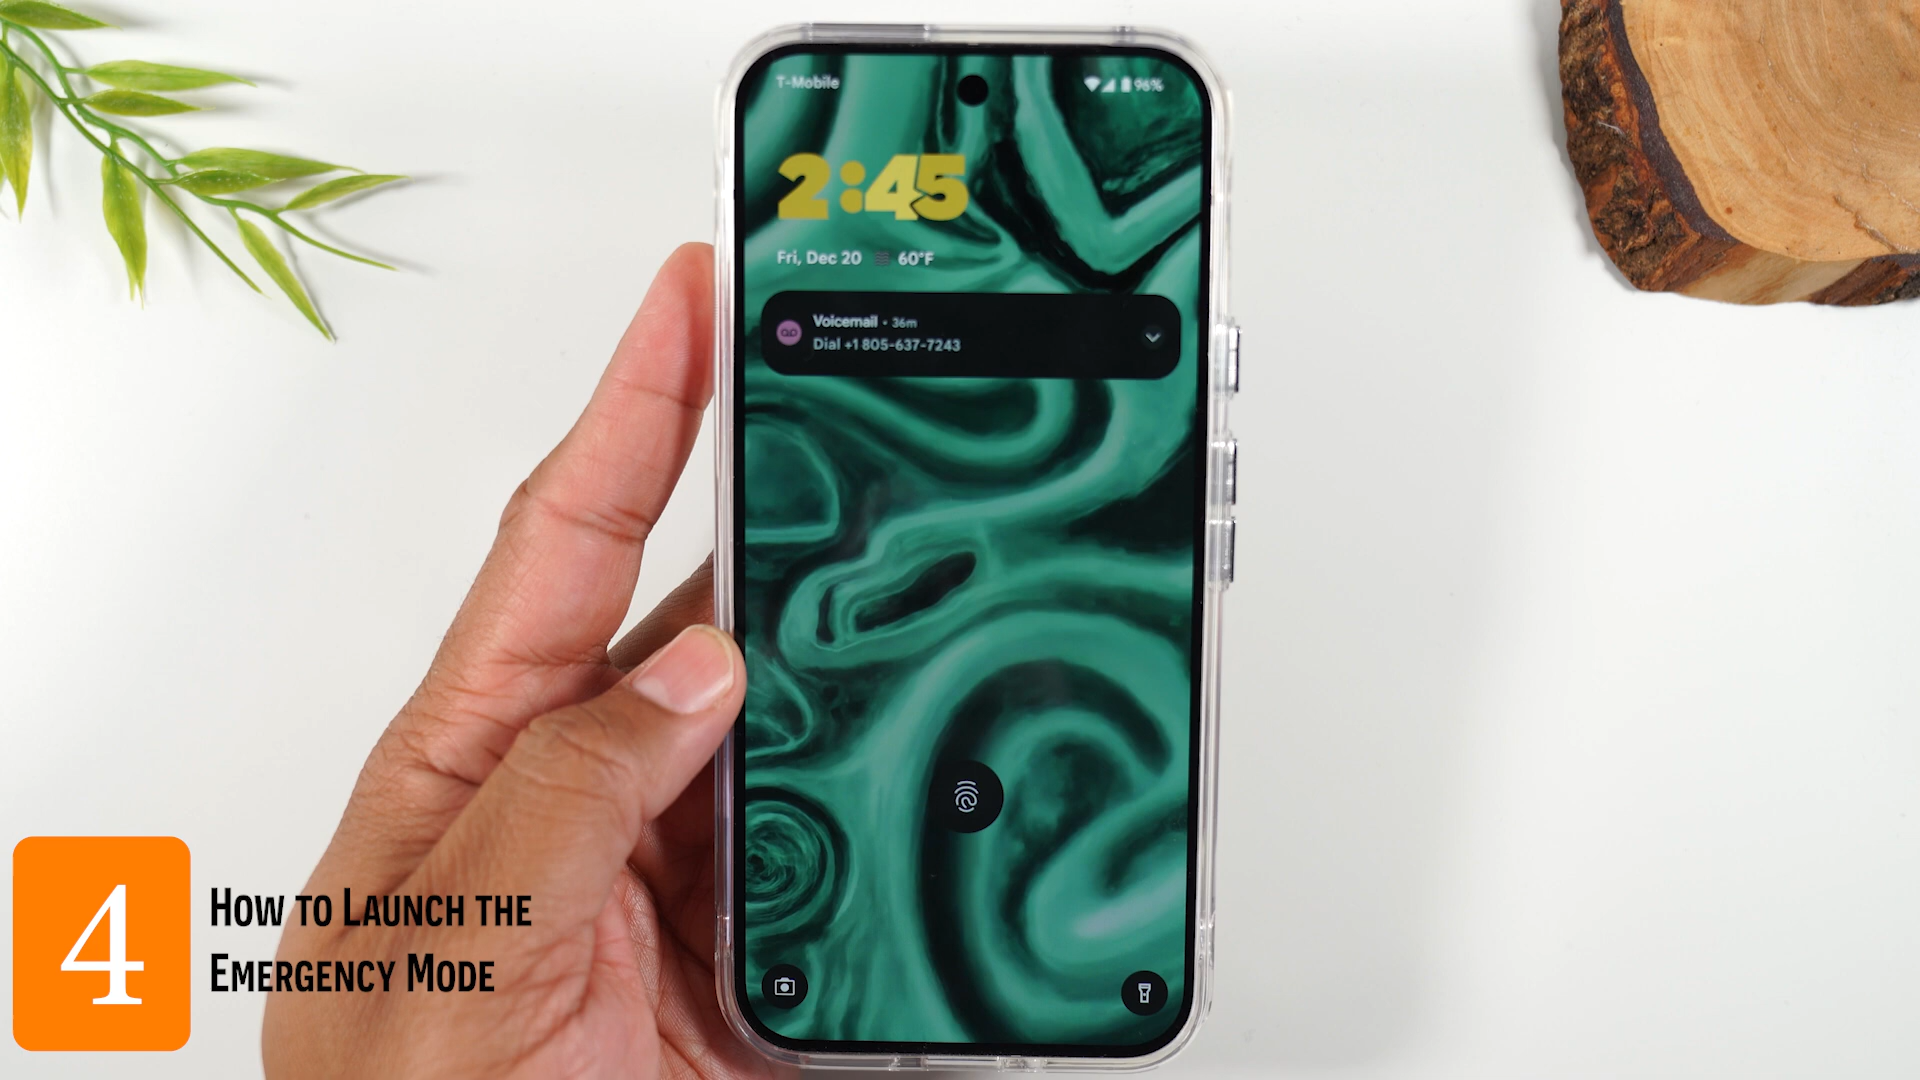 T-Mobile
96%
2:45
Fri, Dec 20 60°F
Voicemail • 36m
Dial +1 805-637-7243
4
How to Launch the
Emergency Mode